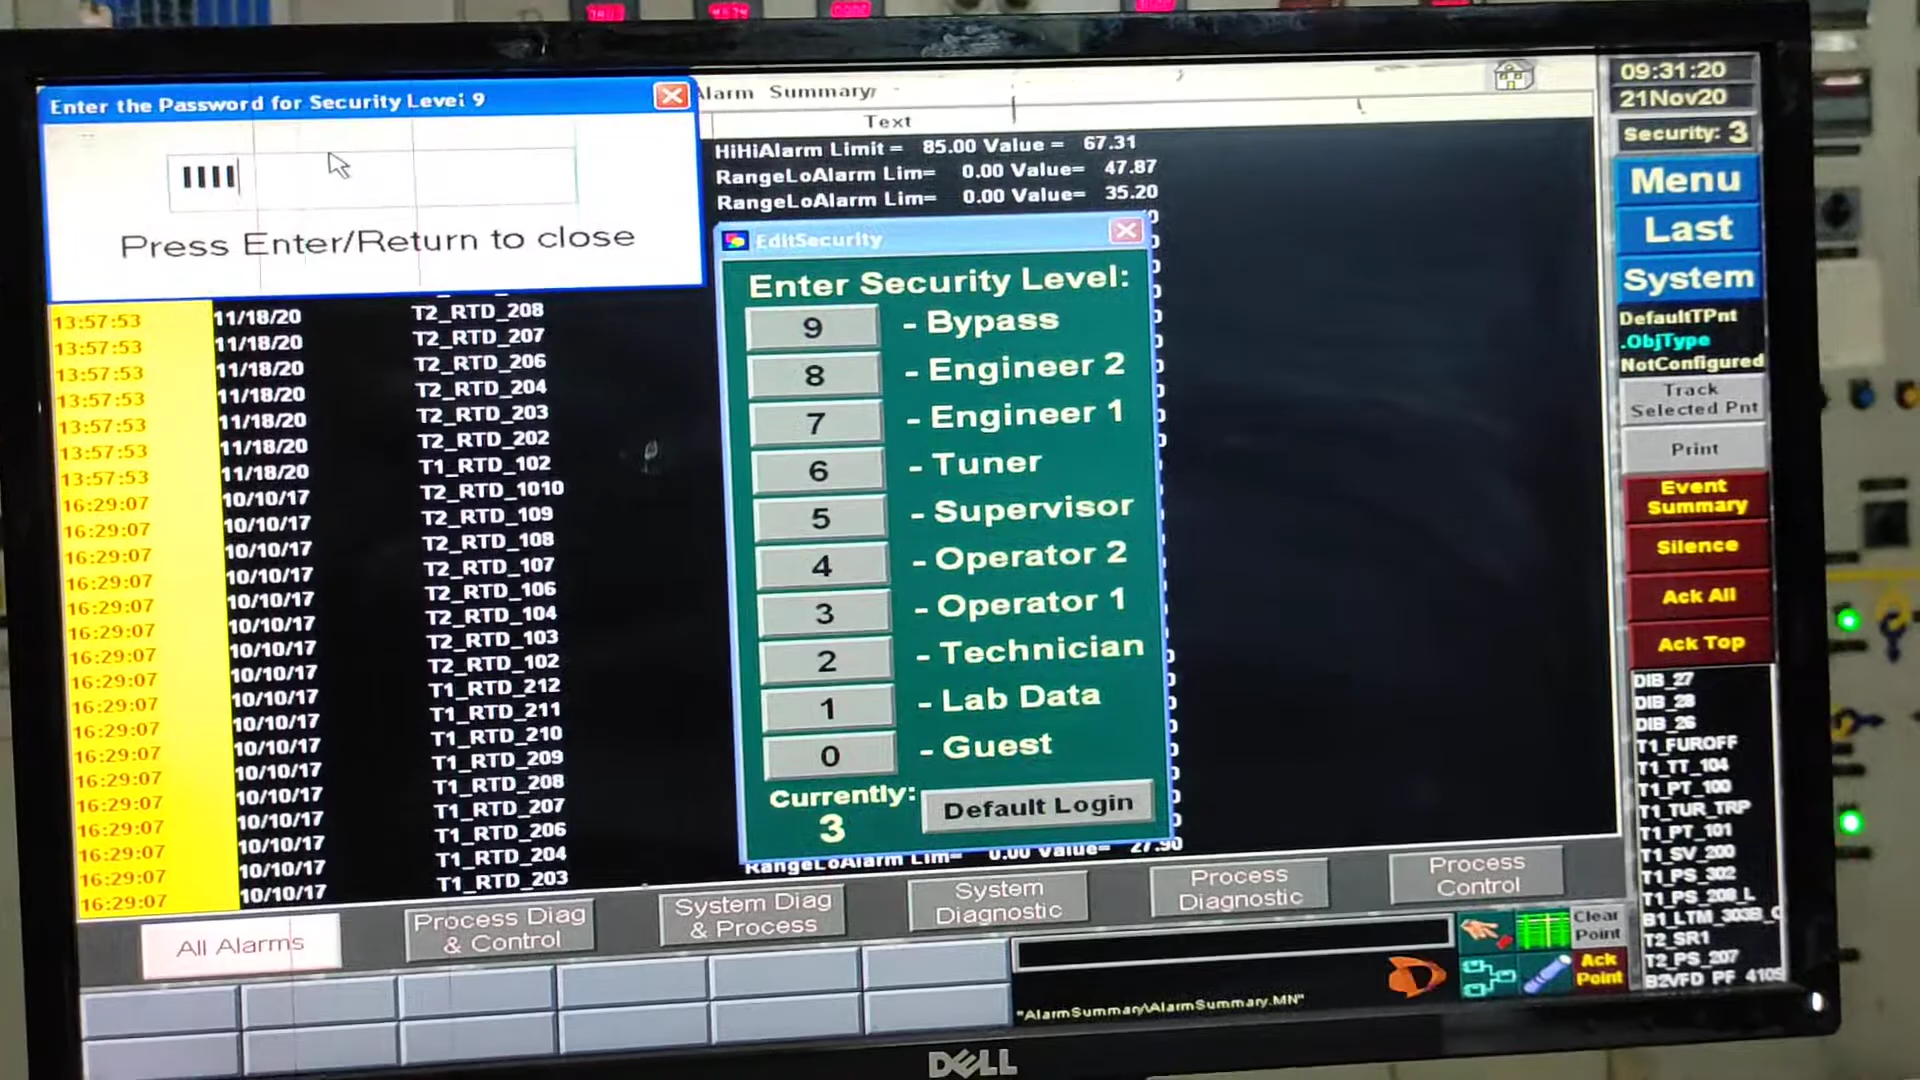 Enter the Password for Security Level 9
Press Enter/Return to close
Alarm Summary
Text
HiHiAlarm Limit = 85.00 Value = 67.31
RangeLoAlarm Lim= 0.00 Value= 47.87
RangeLoAlarm Lim= 0.00 Value= 35.20
13:57:53 11/18/20 T2_RTD_208
13:57:53 11/18/20 T2_RTD_207
13:57:53 11/18/20 T2_RTD_206
13:57:53 11/18/20 T2_RTD_204
13:57:53 11/18/20 T2_RTD_203
13:57:53 11/18/20 T2_RTD_202
13:57:53 11/18/20 T1_RTD_102
16:29:07 10/10/17 T2_RTD_1010
16:29:07 10/10/17 T2_RTD_109
16:29:07 10/10/17 T2_RTD_108
16:29:07 10/10/17 T2_RTD_107
16:29:07 10/10/17 T2_RTD_106
16:29:07 10/10/17 T2_RTD_104
16:29:07 10/10/17 T2_RTD_103
16:29:07 10/10/17 T2_RTD_102
16:29:07 10/10/17 T1_RTD_212
16:29:07 10/10/17 T1_RTD_211
16:29:07 10/10/17 T1_RTD_210
16:29:07 10/10/17 T1_RTD_209
16:29:07 10/10/17 T1_RTD_208
16:29:07 10/10/17 T1_RTD_207
16:29:07 10/10/17 T1_RTD_206
16:29:07 10/10/17 T1_RTD_204
16:29:07 10/10/17 T1_RTD_203
EditSecurity
Enter Security Level:
9 - Bypass
8 - Engineer 2
7 - Engineer 1
6 - Tuner
5 - Supervisor
4 - Operator 2
3 - Operator 1
2 - Technician
1 - Lab Data
0 - Guest
Currently:
3
Default Login
RangeLoAlarm Lim= 0.00 Value= 27.90
09:31:20
21Nov20
Security: 3
Menu
Last
System
DefaultTPnt
.ObjType
NotConfigured
Track
Selected Pnt
Print
Event
Summary
Silence
Ack All
Ack Top
DIB_27
DIB_28
DIB_26
T1_FUROFF
T1_TT_104
T1_PT_100
T1_TUR_TRP
T1_PT_101
T1_SV_200
T1_PS_302
T1_PS_208_L
B1_LTM_303B_C
T2_SR1
T2_PS_207
B2VFD_PF_410S
All Alarms
Process Diag
& Control
System Diag
& Process
System
Diagnostic
Process
Diagnostic
Process
Control
Clear
Point
Ack
Point
"AlarmSummary\AlarmSummary.MN"
DELL